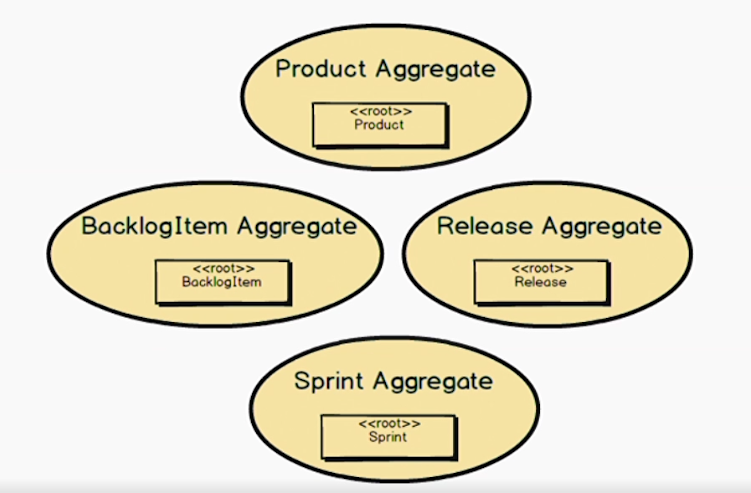 Product Aggregate
<<root>>
Product
BacklogItem Aggregate
<<root>>
BacklogItem
Release Aggregate
<<root>>
Release
Sprint Aggregate
<<root>>
Sprint